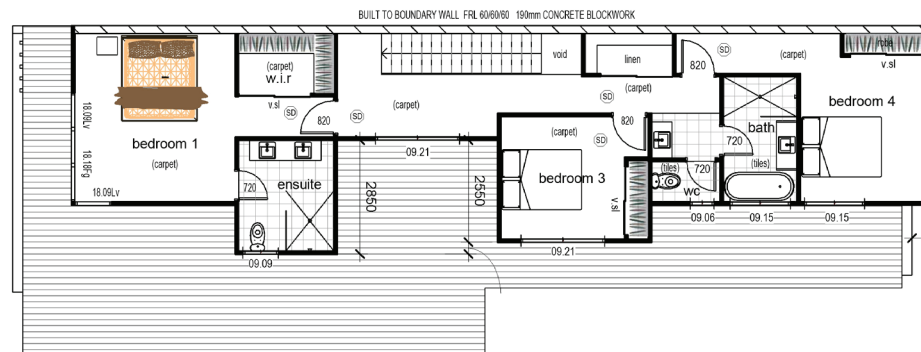 BUILT TO BOUNDARY WALL FRL 60/60/60 190mm CONCRETE BLOCKWORK
(carpet)
w.i.r
v.sl
SD
820
SD
(carpet)
void
linen
(carpet)
SD
820
SD
(carpet)
robe
v.sl
bedroom 4
18.09Lv
18.18Fg
18.09Lv
bedroom 1
(carpet)
720
ensuite
09.09
2850
09.21
2550
(carpet)
820
SD
bedroom 3
v.sl
09.21
bath
720
(tiles)
(tiles)
720
wc
09.06
09.15
09.15